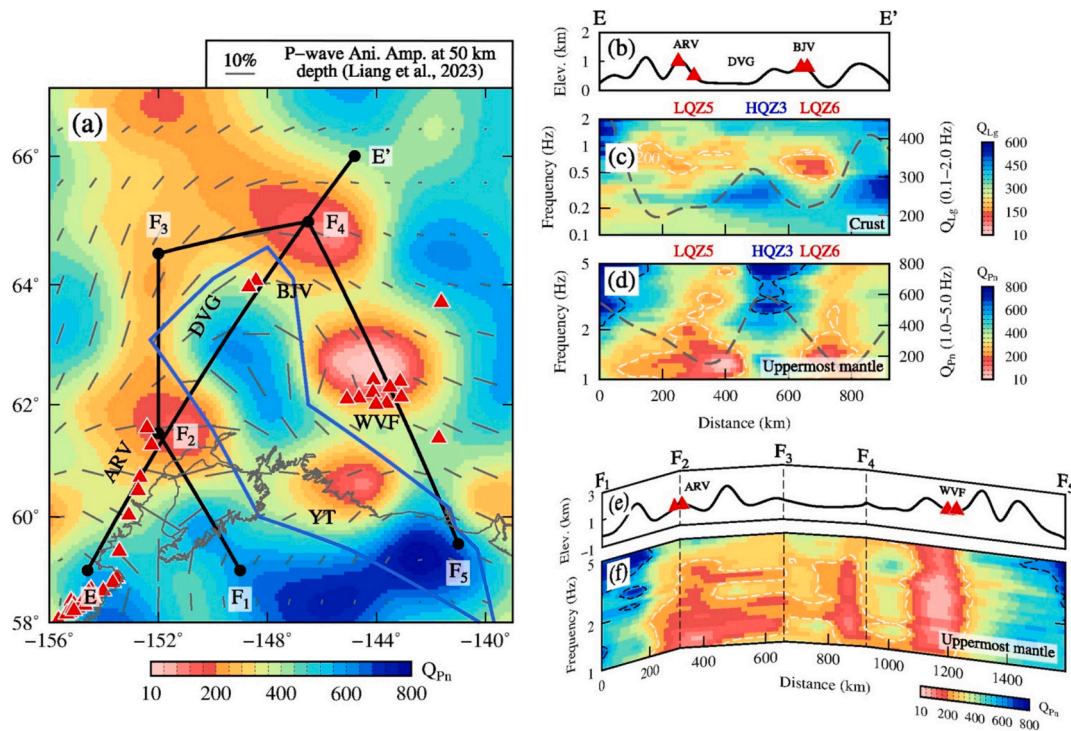 10%
P-wave Ani. Amp. at 50 km
depth (Liang et al., 2023)
(a)
66°
64°
62°
60°
58°
−156
−152
−148
−144
−140
E'
F3
F4
DVG
BJV
F2
WVF
ARV
YT
E
F1
F5
10 200 400 600 800
QPn
E E'
(b)
Elev. (km)
2
1
0
ARV
DVG
BJV
LQZ5 HQZ3 LQZ6
(c)
Frequency (Hz)
2
1
0.5
0.2
0.1
200
Crust
400
300
200
QLg (0.1–2.0 Hz)
QLg
600
450
300
150
10
LQZ5 HQZ3 LQZ6
(d)
Frequency (Hz)
5
2
1
Uppermost mantle
800
600
400
200
QPn (1.0–5.0 Hz)
QPn
800
600
400
200
10
0 200 400 600 800
Distance (km)
F1 F2 F3 F4 F5
(e)
Elev. (km)
3
1
−1
ARV
WVF
(f)
Frequency (Hz)
5
2
1
Uppermost mantle
0 200 400 600 800 1000 1200 1400
Distance (km)
10 200 400 600 800
QPn